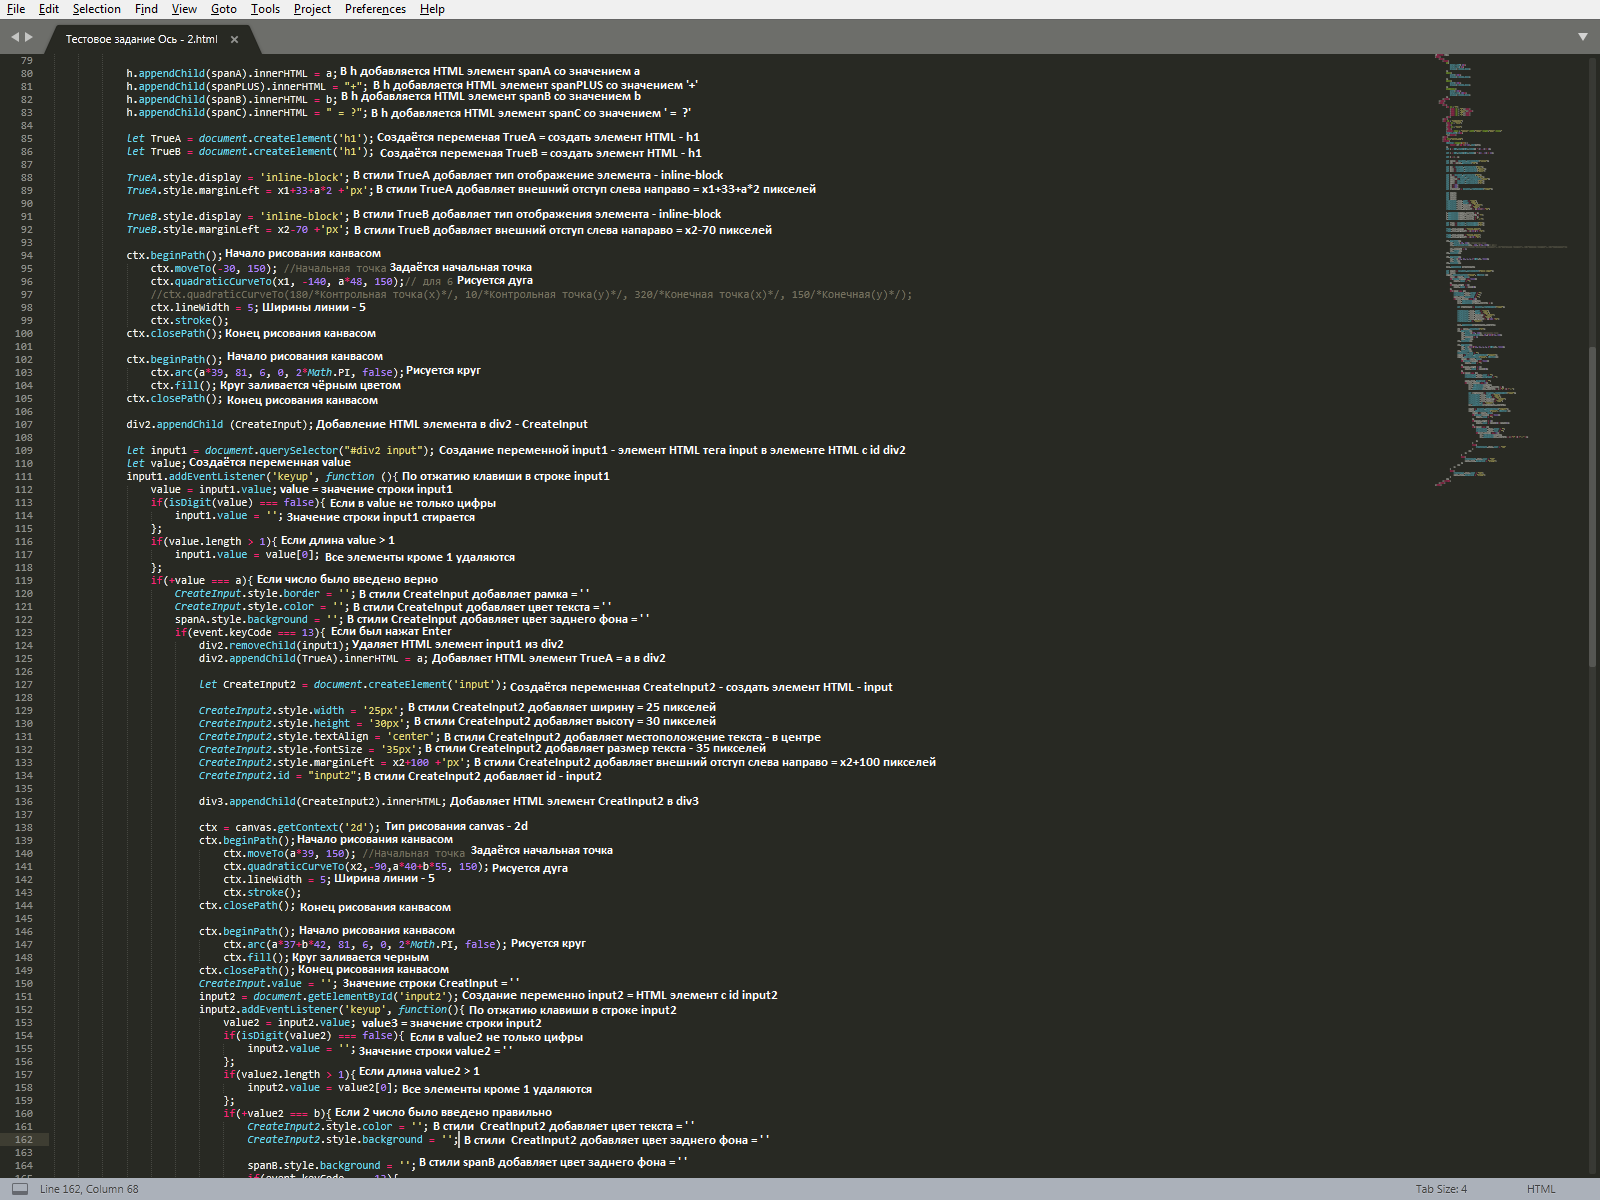 File Edit Selection Find View Goto Tools Project Preferences Help
Тестовое задание Ось - 2.html ×
79
80 h.appendChild(spanA).innerHTML = a; В h добавляется HTML элемент spanA со значением a
81 h.appendChild(spanPLUS).innerHTML = "+"; В h добавляется HTML элемент spanPLUS со значением '+'
82 h.appendChild(spanB).innerHTML = b; В h добавляется HTML элемент spanB со значением b
83 h.appendChild(spanC).innerHTML = " = ?"; В h добавляется HTML элемент spanC со значением ' = ?'
84
85 let TrueA = document.createElement('h1'); Создаётся переменая TrueA = создать элемент HTML - h1
86 let TrueB = document.createElement('h1'); Создаётся переменая TrueB = создать элемент HTML - h1
87
88 TrueA.style.display = 'inline-block'; В стили TrueA добавляет тип отображение элемента - inline-block
89 TrueA.style.marginLeft = x1+33+a*2 +'px'; В стили TrueA добавляет внешний отступ слева направо = x1+33+a*2 пикселей
90
91 TrueB.style.display = 'inline-block'; В стили TrueB добавляет тип отображения элемента - inline-block
92 TrueB.style.marginLeft = x2-70 +'px'; В стили TrueB добавляет внешний отступ слева напараво = x2-70 пикселей
93
94 ctx.beginPath(); Начало рисования канвасом
95 ctx.moveTo(-30, 150); //Начальная точка Задаётся начальная точка
96 ctx.quadraticCurveTo(x1, -140, a*48, 150);// для 6 Рисуется дуга
97 //ctx.quadraticCurveTo(180/*Контрольная точка(x)*/, 10/*Контрольная точка(y)*/, 320/*Конечная точка(x)*/, 150/*Конечная(y)*/);
98 ctx.lineWidth = 5; Ширины линии - 5
99 ctx.stroke();
100 ctx.closePath(); Конец рисования канвасом
101
102 ctx.beginPath(); Начало рисования канвасом
103 ctx.arc(a*39, 81, 6, 0, 2*Math.PI, false); Рисуется круг
104 ctx.fill(); Круг заливается чёрным цветом
105 ctx.closePath(); Конец рисования канвасом
106
107 div2.appendChild (CreateInput); Добавление HTML элемента в div2 - CreateInput
108
109 let input1 = document.querySelector("#div2 input"); Создание переменной input1 - элемент HTML тега input в элементе HTML с id div2
110 let value; Создаётся переменная value
111 input1.addEventListener('keyup', function (){ По отжатию клавиши в строке input1
112 value = input1.value; value = значение строки input1
113 if(isDigit(value) === false){ Если в value не только цифры
114 input1.value = ''; Значение строки input1 стирается
115 };
116 if(value.length > 1){ Если длина value > 1
117 input1.value = value[0]; Все элементы кроме 1 удаляются
118 };
119 if(+value === a){ Если число было введено верно
120 CreateInput.style.border = ''; В стили CreateInput добавляет рамка = ' '
121 CreateInput.style.color = ''; В стили CreateInput добавляет цвет текста = ' '
122 spanA.style.background = ''; В стили CreateInput добавляет цвет заднего фона = ' '
123 if(event.keyCode === 13){ Если был нажат Enter
124 div2.removeChild(input1); Удаляет HTML элемент input1 из div2
125 div2.appendChild(TrueA).innerHTML = a; Добавляет HTML элемент TrueA = a в div2
126
127 let CreateInput2 = document.createElement('input'); Создаётся переменная CreateInput2 - создать элемент HTML - input
128
129 CreateInput2.style.width = '25px'; В стили CreateInput2 добавляет ширину = 25 пикселей
130 CreateInput2.style.height = '30px'; В стили CreateInput2 добавляет высоту = 30 пикселей
131 CreateInput2.style.textAlign = 'center'; В стили CreateInput2 добавляет местоположение текста - в центре
132 CreateInput2.style.fontSize = '35px'; В стили CreateInput2 добавляет размер текста - 35 пикселей
133 CreateInput2.style.marginLeft = x2+100 +'px'; В стили CreateInput2 добавляет внешний отступ слева направо = x2+100 пикселей
134 CreateInput2.id = "input2"; В стили CreateInput2 добавляет id - input2
135
136 div3.appendChild(CreateInput2).innerHTML; Добавляет HTML элемент CreatInput2 в div3
137
138 ctx = canvas.getContext('2d'); Тип рисования canvas - 2d
139 ctx.beginPath(); Начало рисования канвасом
140 ctx.moveTo(a*39, 150); //Начальная точка Задаётся начальная точка
141 ctx.quadraticCurveTo(x2,-90,a*40+b*55, 150); Рисуется дуга
142 ctx.lineWidth = 5; Ширина линии - 5
143 ctx.stroke();
144 ctx.closePath(); Конец рисования канвасом
145
146 ctx.beginPath(); Начало рисования канвасом
147 ctx.arc(a*37+b*42, 81, 6, 0, 2*Math.PI, false); Рисуется круг
148 ctx.fill(); Круг заливается черным
149 ctx.closePath(); Конец рисования канвасом
150 CreateInput.value = ''; Значение строки CreatInput = ' '
151 input2 = document.getElementById('input2'); Создание переменно input2 = HTML элемент с id input2
152 input2.addEventListener('keyup', function(){ По отжатию клавиши в строке input2
153 value2 = input2.value; value3 = значение строки input2
154 if(isDigit(value2) === false){ Если в value2 не только цифры
155 input2.value = ''; Значение строки value2 = ' '
156 };
157 if(value2.length > 1){ Если длина value2 > 1
158 input2.value = value2[0]; Все элементы кроме 1 удаляются
159 };
160 if(+value2 === b){ Если 2 число было введено правильно
161 CreateInput2.style.color = ''; В стили CreatInput2 добавляет цвет текста = ' '
162 CreateInput2.style.background = ''; В стили CreatInput2 добавляет цвет заднего фона = ' '
163
164 spanB.style.background = ''; В стили spanB добавляет цвет заднего фона = ' '
165 if(event.keyCode === 13){
Line 162, Column 68 Tab Size: 4 HTML